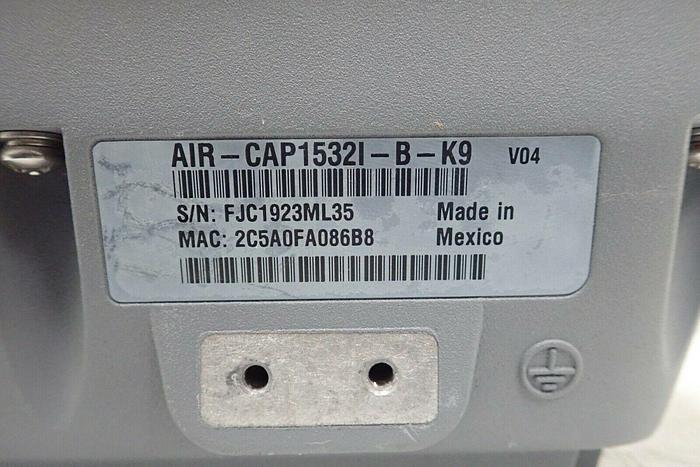 AIR-CAP1532I-B-K9 V04
S/N: FJC1923ML35 Made in
MAC: 2C5A0FA086B8 Mexico